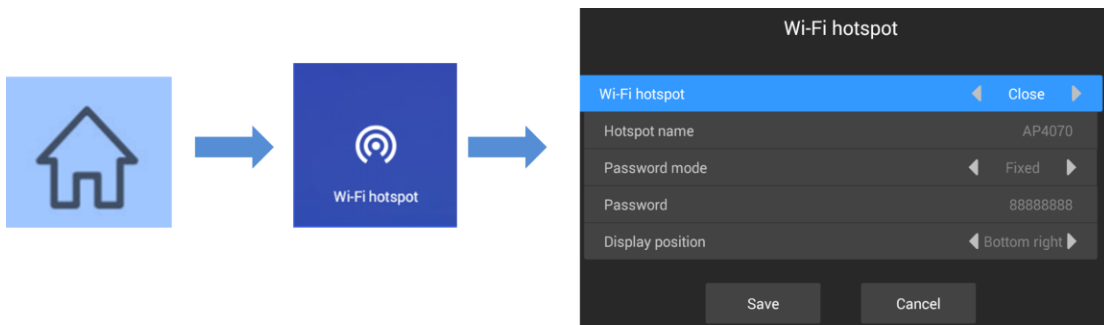 Wi-Fi hotspot
Wi-Fi hotspot
Wi-Fi hotspot Close
Hotspot name AP4070
Password mode Fixed
Password 88888888
Display position Bottom right
Save Cancel